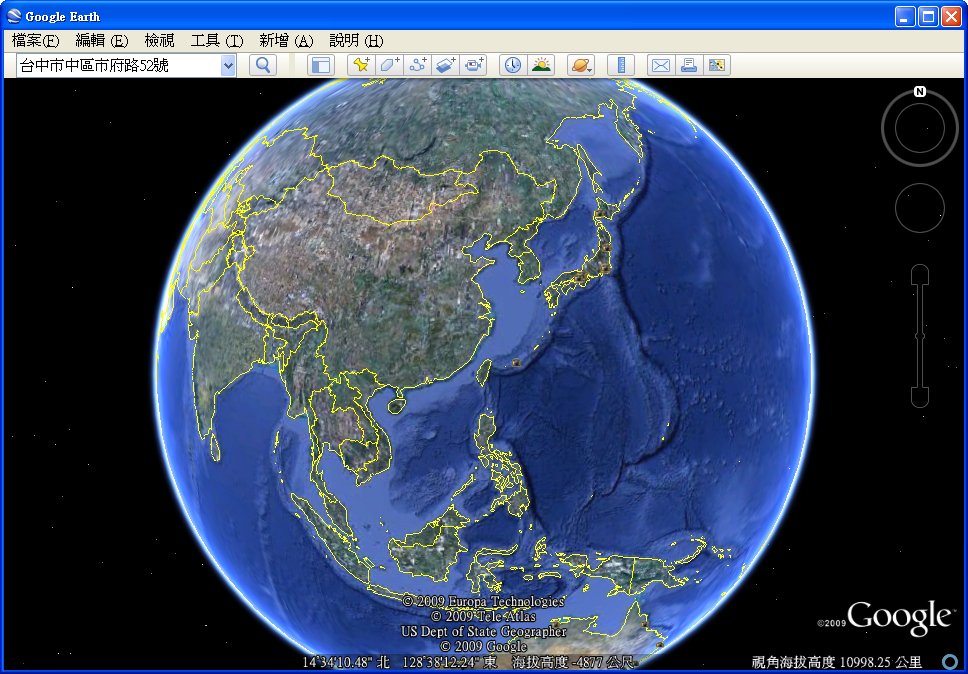 Google Earth
檔案(F) 編輯(E) 檢視 工具(T) 新增(A) 說明(H)
台中市中區市府路52號
N
© 2009 Europa Technologies
© 2009 Tele Atlas
US Dept of State Geographer
© 2009 Google
©2009 Google™
14°34'10.48" 北 128°38'12.24" 東 海拔高度 -4877 公尺 視角海拔高度 10998.25 公里